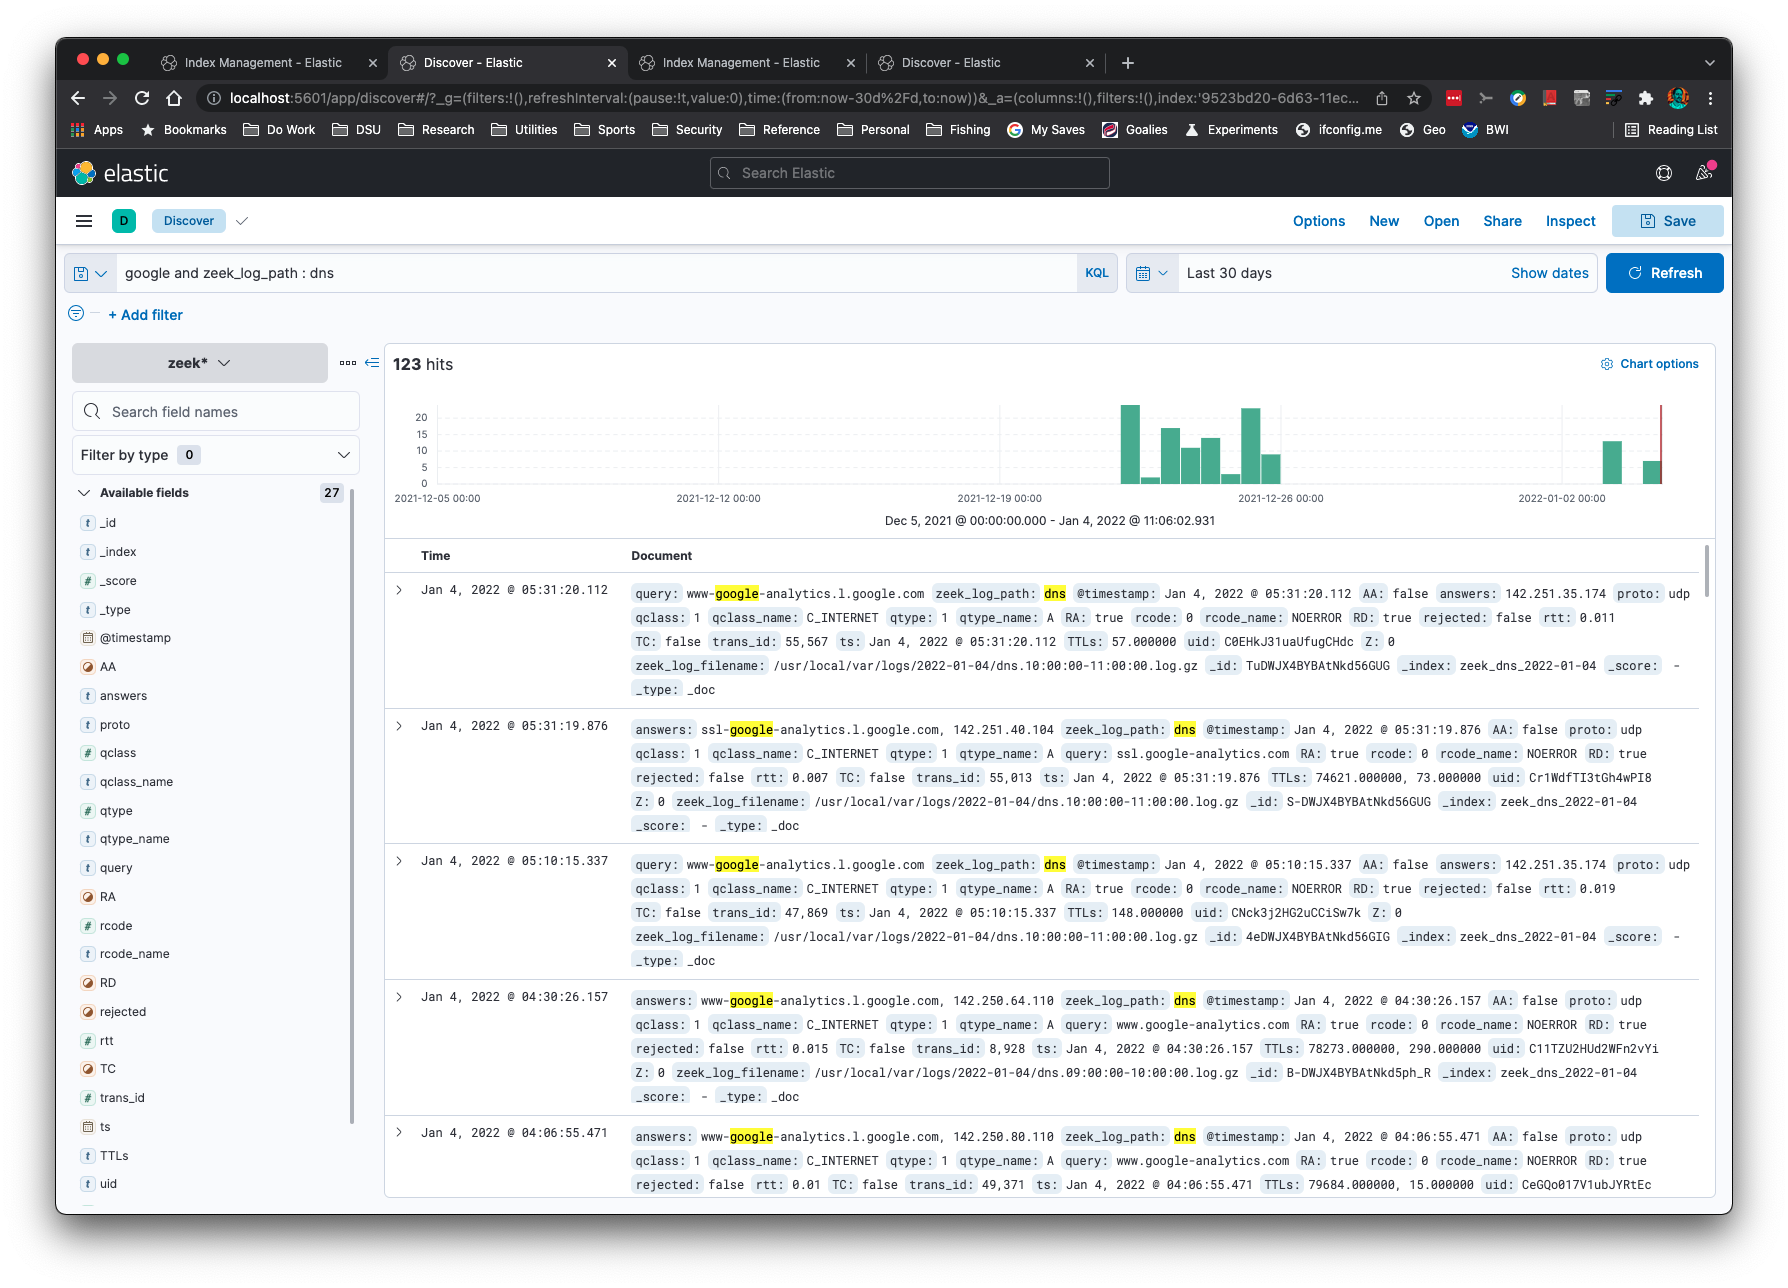 Index Management - Elastic
Discover - Elastic
Index Management - Elastic
Discover - Elastic
localhost:5601/app/discover#/?_g=(filters:!(),refreshInterval:(pause:!t,value:0),time:(from:now-30d%2Fd,to:now))&_a=(columns:!(),filters:!(),index:'9523bd20-6d63-11ec...
Apps Bookmarks Do Work DSU Research Utilities Sports Security Reference Personal Fishing My Saves Goalies Experiments ifconfig.me Geo BWI Reading List
elastic
Search Elastic
D Discover
Options New Open Share Inspect Save
google and zeek_log_path : dns
KQL
Last 30 days
Show dates
Refresh
+ Add filter
zeek*
Search field names
Filter by type 0
Available fields 27
_id
_index
_score
_type
@timestamp
AA
answers
proto
qclass
qclass_name
qtype
qtype_name
query
RA
rcode
rcode_name
RD
rejected
rtt
TC
trans_id
ts
TTLs
uid
123 hits
Chart options
20
15
10
5
0
2021-12-05 00:00 2021-12-12 00:00 2021-12-19 00:00 2021-12-26 00:00 2022-01-02 00:00
Dec 5, 2021 @ 00:00:00.000 - Jan 4, 2022 @ 11:06:02.931
Time Document
Jan 4, 2022 @ 05:31:20.112
query: www-google-analytics.l.google.com zeek_log_path: dns @timestamp: Jan 4, 2022 @ 05:31:20.112 AA: false answers: 142.251.35.174 proto: udp
qclass: 1 qclass_name: C_INTERNET qtype: 1 qtype_name: A RA: true rcode: 0 rcode_name: NOERROR RD: true rejected: false rtt: 0.011
TC: false trans_id: 55,567 ts: Jan 4, 2022 @ 05:31:20.112 TTLs: 57.000000 uid: C0EHkJ31uaUfugCHdc Z: 0
zeek_log_filename: /usr/local/var/logs/2022-01-04/dns.10:00:00-11:00:00.log.gz _id: TuDWJX4BYBAtNkd56GUG _index: zeek_dns_2022-01-04 _score: -
_type: _doc
Jan 4, 2022 @ 05:31:19.876
answers: ssl-google-analytics.l.google.com, 142.251.40.104 zeek_log_path: dns @timestamp: Jan 4, 2022 @ 05:31:19.876 AA: false proto: udp
qclass: 1 qclass_name: C_INTERNET qtype: 1 qtype_name: A query: ssl.google-analytics.com RA: true rcode: 0 rcode_name: NOERROR RD: true
rejected: false rtt: 0.007 TC: false trans_id: 55,013 ts: Jan 4, 2022 @ 05:31:19.876 TTLs: 74621.000000, 73.000000 uid: Cr1WdfTI3tGh4wPI8
Z: 0 zeek_log_filename: /usr/local/var/logs/2022-01-04/dns.10:00:00-11:00:00.log.gz _id: S-DWJX4BYBAtNkd56GUG _index: zeek_dns_2022-01-04
_score: - _type: _doc
Jan 4, 2022 @ 05:10:15.337
query: www-google-analytics.l.google.com zeek_log_path: dns @timestamp: Jan 4, 2022 @ 05:10:15.337 AA: false answers: 142.251.35.174 proto: udp
qclass: 1 qclass_name: C_INTERNET qtype: 1 qtype_name: A RA: true rcode: 0 rcode_name: NOERROR RD: true rejected: false rtt: 0.019
TC: false trans_id: 47,869 ts: Jan 4, 2022 @ 05:10:15.337 TTLs: 148.000000 uid: CNck3j2HG2uCCiSw7k Z: 0
zeek_log_filename: /usr/local/var/logs/2022-01-04/dns.10:00:00-11:00:00.log.gz _id: 4eDWJX4BYBAtNkd56GIG _index: zeek_dns_2022-01-04 _score: -
_type: _doc
Jan 4, 2022 @ 04:30:26.157
answers: www-google-analytics.l.google.com, 142.250.64.110 zeek_log_path: dns @timestamp: Jan 4, 2022 @ 04:30:26.157 AA: false proto: udp
qclass: 1 qclass_name: C_INTERNET qtype: 1 qtype_name: A query: www.google-analytics.com RA: true rcode: 0 rcode_name: NOERROR RD: true
rejected: false rtt: 0.015 TC: false trans_id: 8,928 ts: Jan 4, 2022 @ 04:30:26.157 TTLs: 78273.000000, 290.000000 uid: C11TZU2HUd2WFn2vYi
Z: 0 zeek_log_filename: /usr/local/var/logs/2022-01-04/dns.09:00:00-10:00:00.log.gz _id: B-DWJX4BYBAtNkd5ph_R _index: zeek_dns_2022-01-04
_score: - _type: _doc
Jan 4, 2022 @ 04:06:55.471
answers: www-google-analytics.l.google.com, 142.250.80.110 zeek_log_path: dns @timestamp: Jan 4, 2022 @ 04:06:55.471 AA: false proto: udp
qclass: 1 qclass_name: C_INTERNET qtype: 1 qtype_name: A query: www.google-analytics.com RA: true rcode: 0 rcode_name: NOERROR RD: true
rejected: false rtt: 0.01 TC: false trans_id: 49,371 ts: Jan 4, 2022 @ 04:06:55.471 TTLs: 79684.000000, 15.000000 uid: CeGQo017V1ubJYRtEc